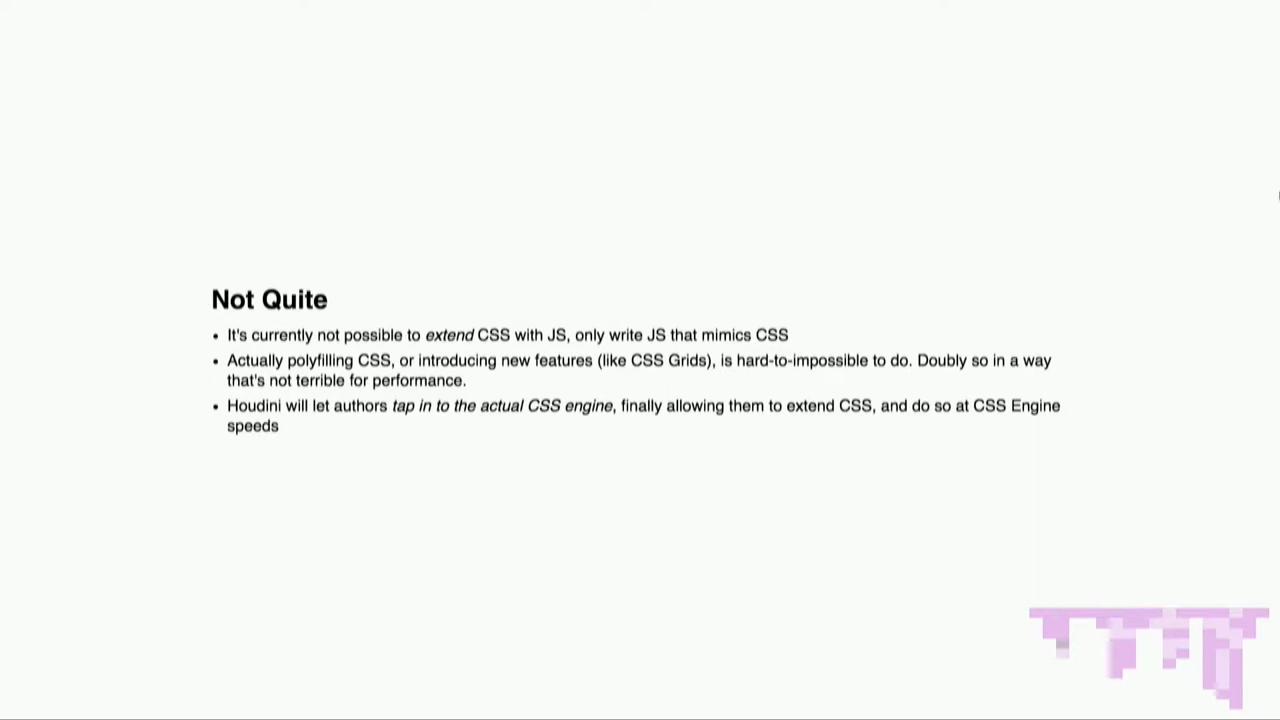 Not Quite
• It's currently not possible to extend CSS with JS, only write JS that mimics CSS
• Actually polyfilling CSS, or introducing new features (like CSS Grids), is hard-to-impossible to do. Doubly so in a way
that's not terrible for performance.
• Houdini will let authors tap in to the actual CSS engine, finally allowing them to extend CSS, and do so at CSS Engine
speeds